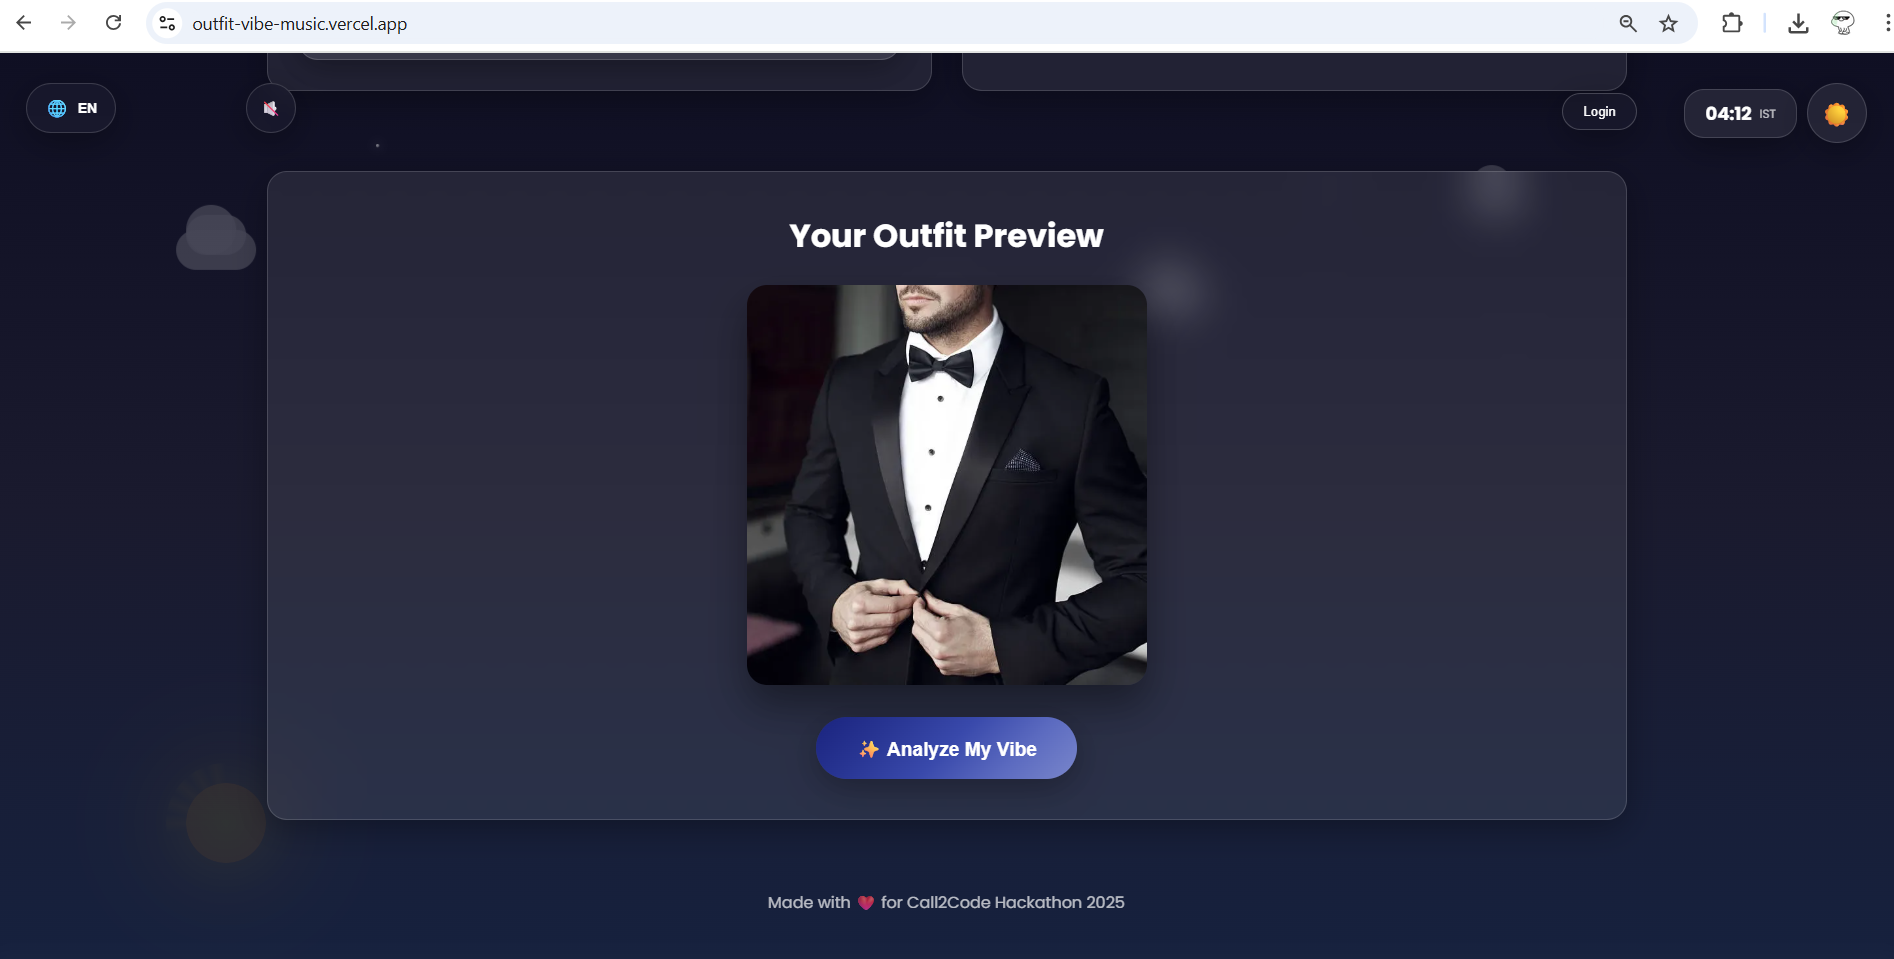 outfit-vibe-music.vercel.app
EN
Login
04:12 IST
Your Outfit Preview
✨ Analyze My Vibe
Made with ❤️ for Call2Code Hackathon 2025